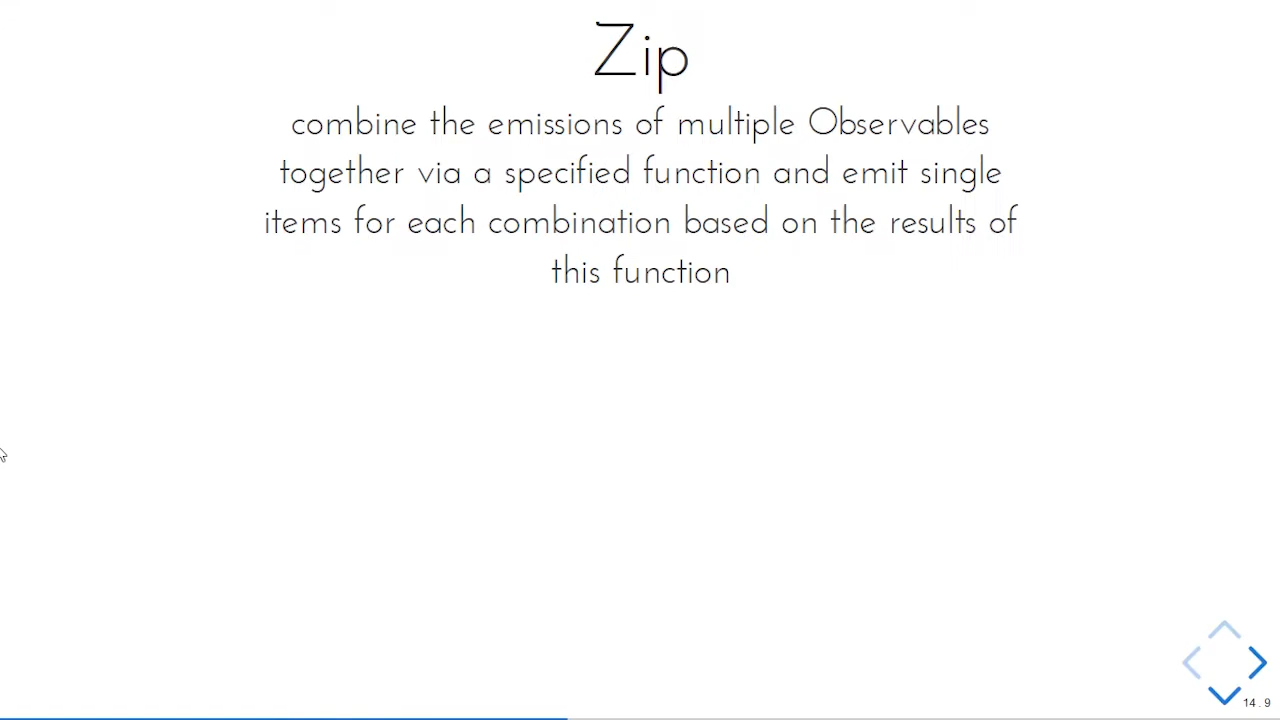 Zip
combine the emissions of multiple Observables
together via a specified function and emit single
items for each combination based on the results of
this function
14 . 9